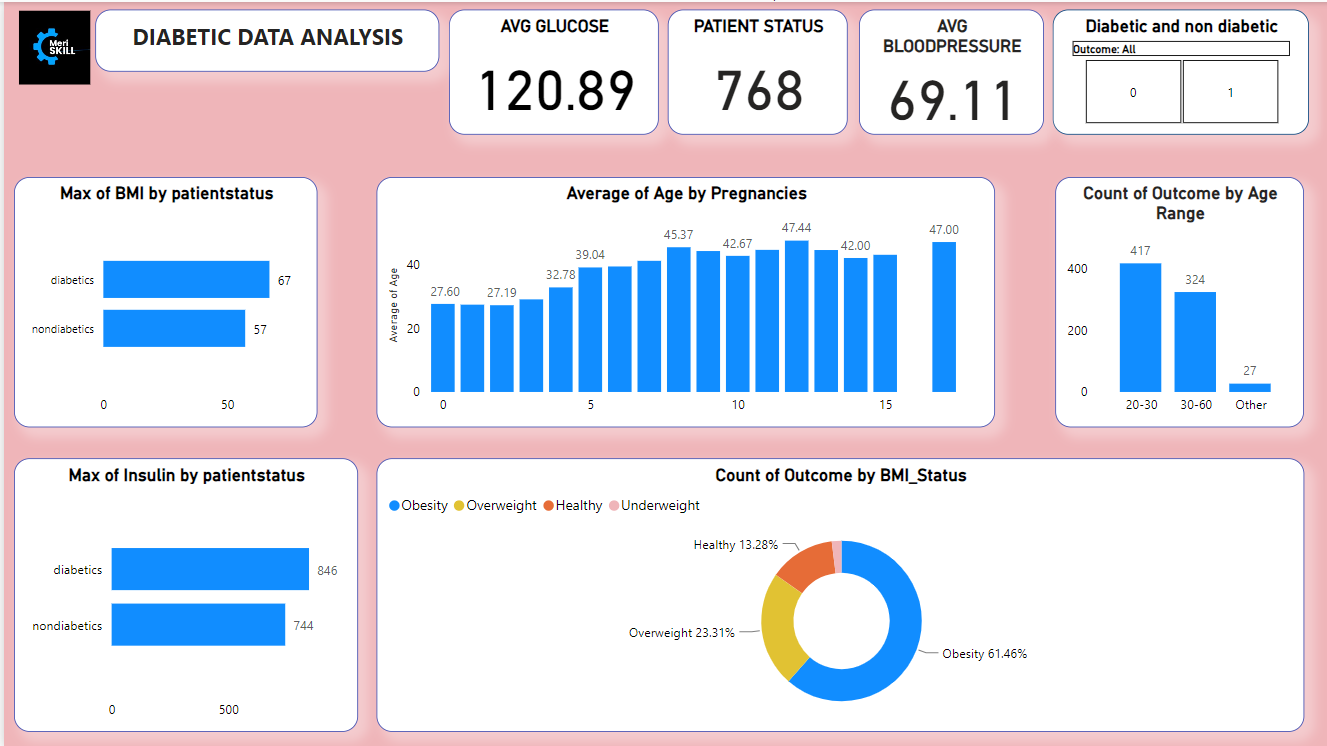 Meri
SKILL
DIABETIC DATA ANALYSIS
AVG GLUCOSE
120.89
PATIENT STATUS
768
AVG
BLOODPRESSURE
69.11
Diabetic and non diabetic
Outcome: All
0 1
Max of BMI by patientstatus
diabetics 67
nondiabetics 57
0 50
Average of Age by Pregnancies
Average of Age
40
20
0
27.60 27.19 32.78 39.04 45.37 42.67 47.44 42.00 47.00
0 5 10 15
Count of Outcome by Age
Range
400
200
0
417 324 27
20-30 30-60 Other
Max of Insulin by patientstatus
diabetics 846
nondiabetics 744
0 500
Count of Outcome by BMI_Status
Obesity Overweight Healthy Underweight
Healthy 13.28%
Overweight 23.31%
Obesity 61.46%